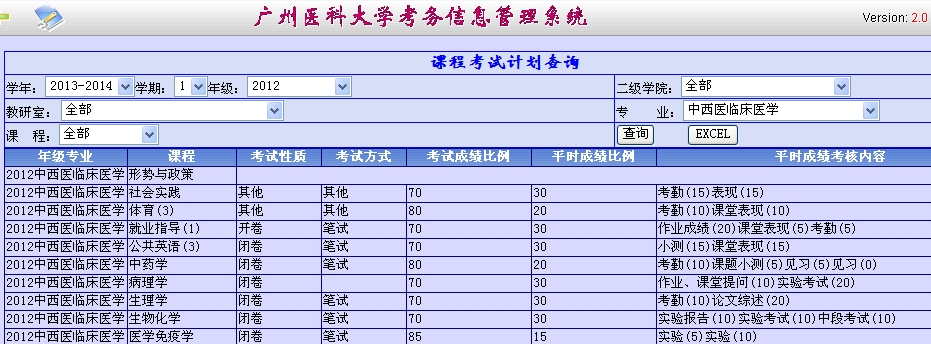 广州医科大学考务信息管理系统 Version: 2.0
课程考试计划查询
学年: 2013-2014 学期: 1 年级: 2012 二级学院: 全部
教研室: 全部 专 业: 中西医临床医学
课 程: 全部 查询 EXCEL
年级专业 课程 考试性质 考试方式 考试成绩比例 平时成绩比例 平时成绩考核内容
2012中西医临床医学 形势与政策
2012中西医临床医学 社会实践 其他 其他 70 30 考勤(15)表现(15)
2012中西医临床医学 体育(3) 其他 其他 80 20 考勤(10)课堂表现(10)
2012中西医临床医学 就业指导(1) 开卷 笔试 70 30 作业成绩(20)课堂表现(5)考勤(5)
2012中西医临床医学 公共英语(3) 闭卷 笔试 70 30 小测(15)课堂表现(15)
2012中西医临床医学 中药学 闭卷 笔试 80 20 考勤(10)课题小测(5)见习(5)见习(0)
2012中西医临床医学 病理学 闭卷 70 30 作业、课堂提问(10)实验考试(20)
2012中西医临床医学 生理学 闭卷 笔试 70 30 考勤(10)论文综述(20)
2012中西医临床医学 生物化学 闭卷 笔试 70 30 实验报告(10)实验考试(10)中段考试(10)
2012中西医临床医学 医学免疫学 闭卷 笔试 85 15 实验(5)实验(10)